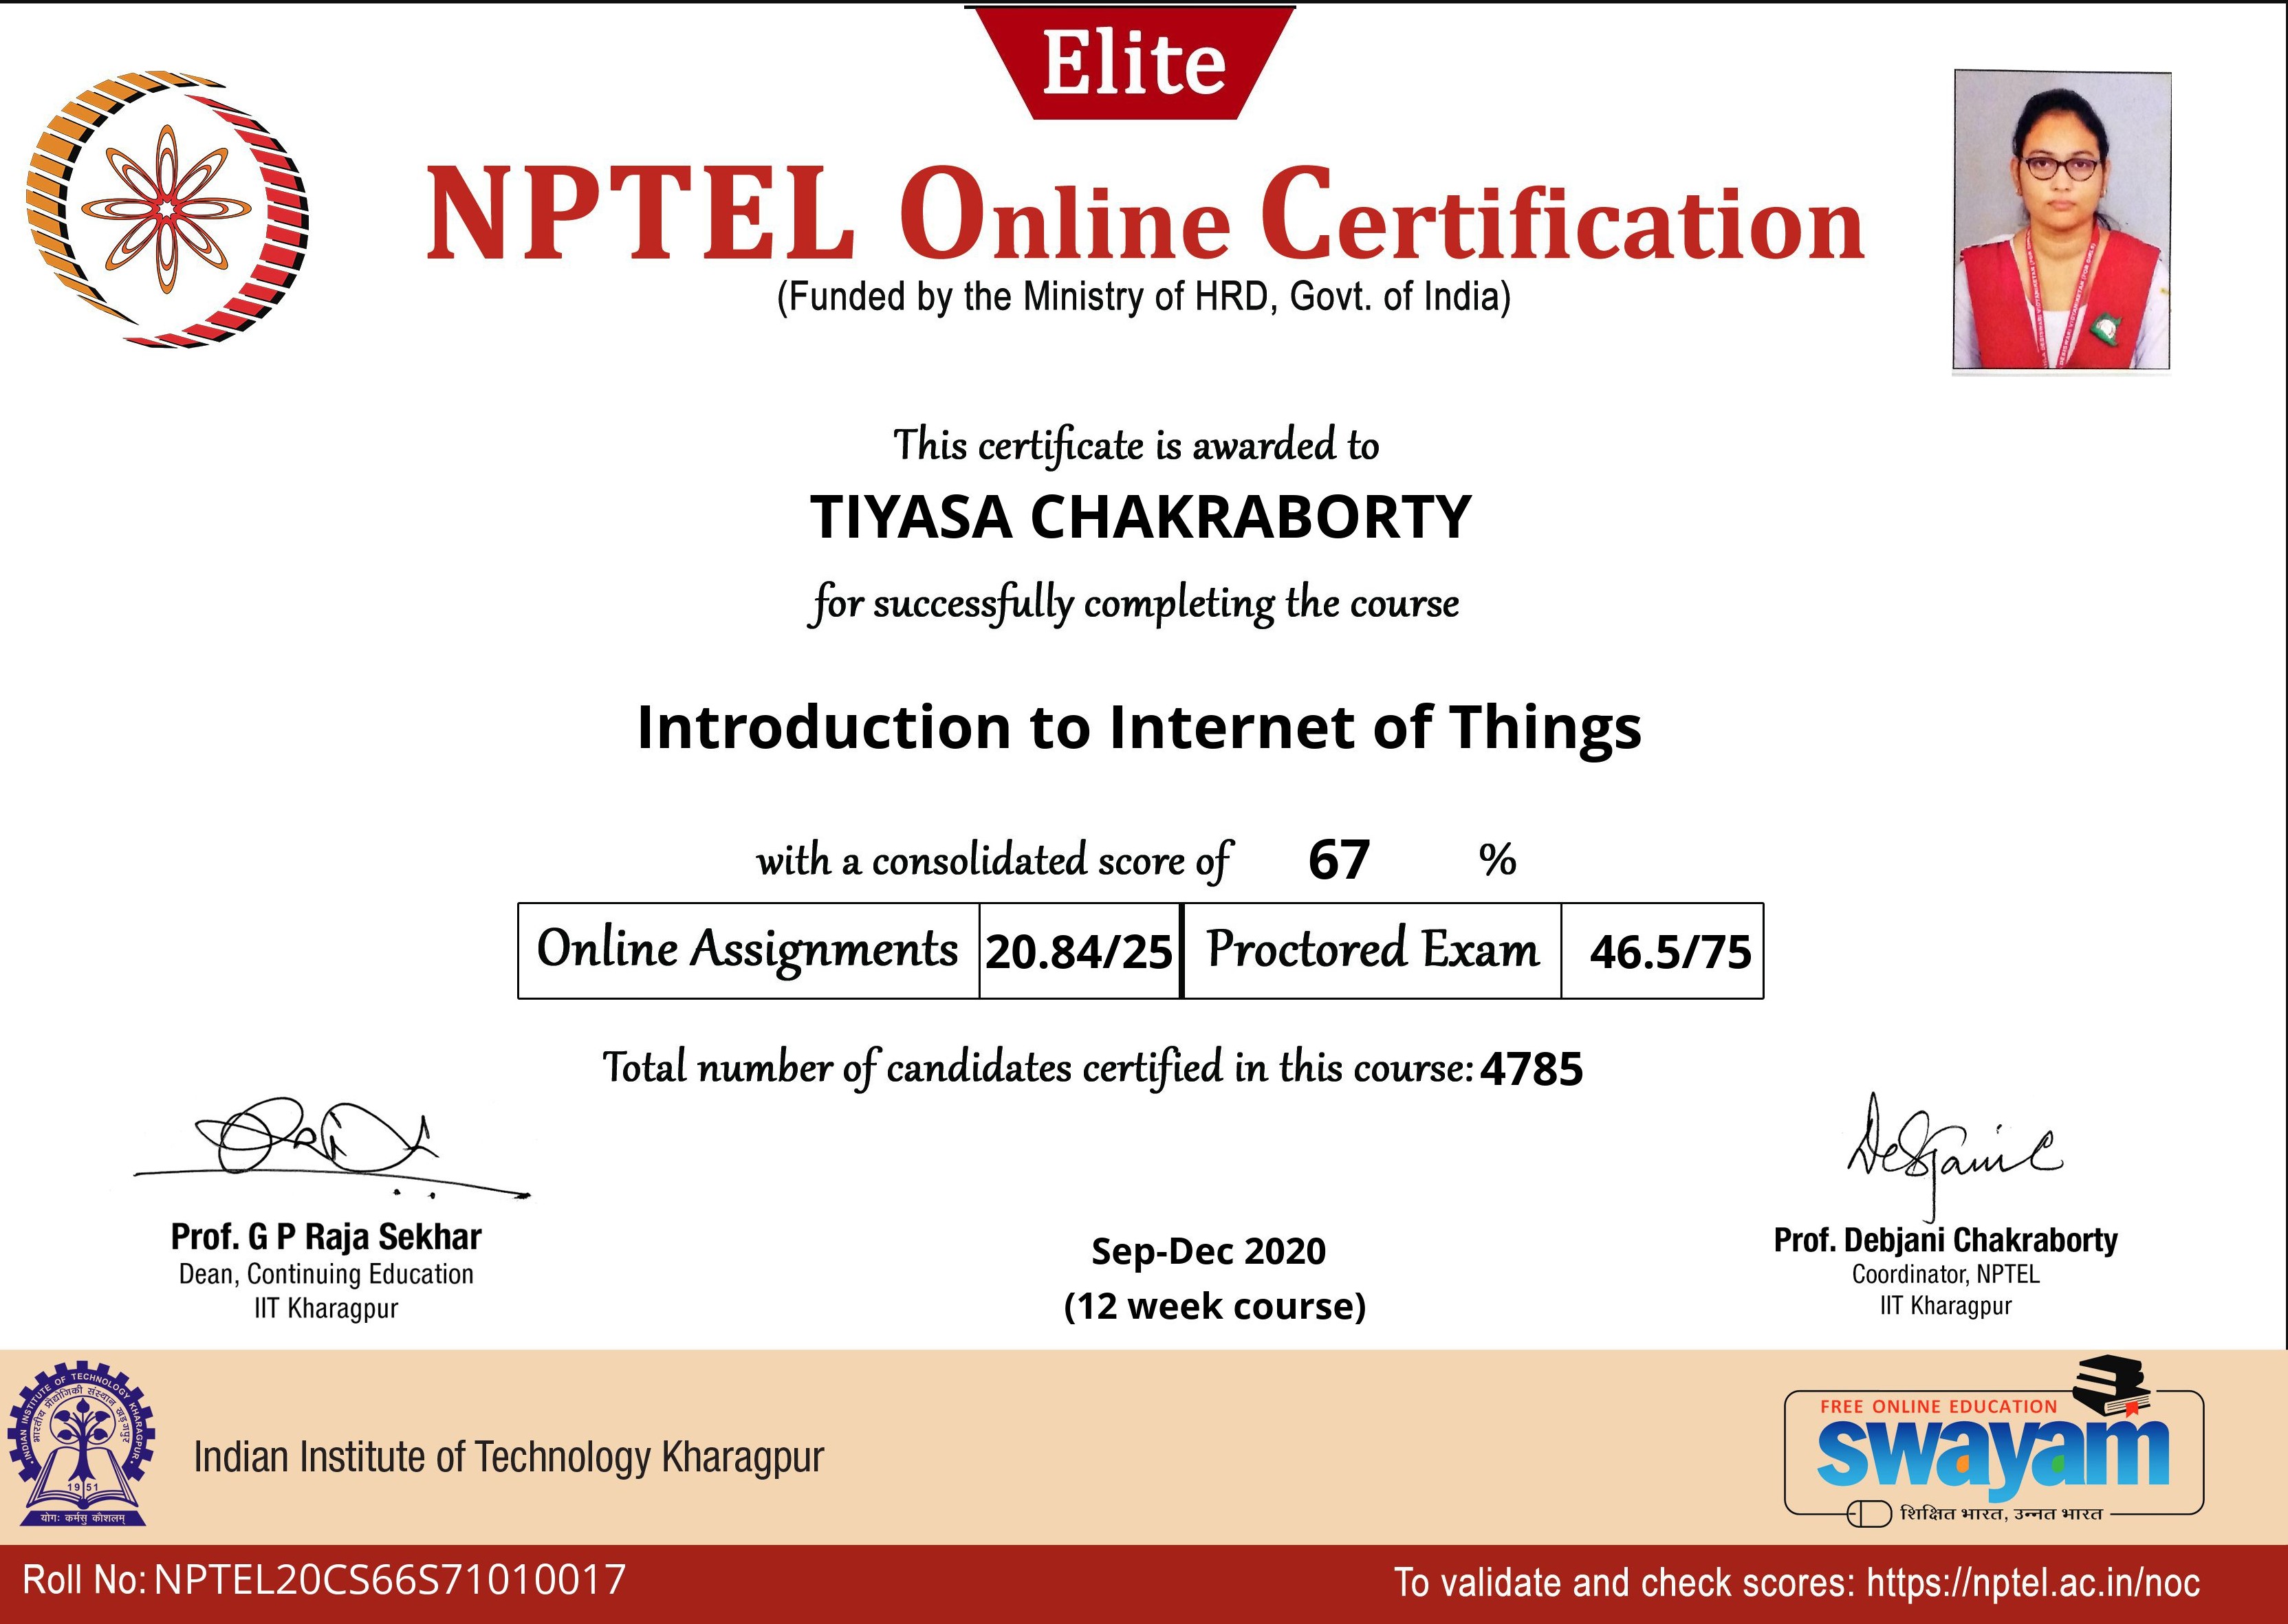 Elite
NPTEL Online Certification
(Funded by the Ministry of HRD, Govt. of India)
This certificate is awarded to
TIYASA CHAKRABORTY
for successfully completing the course
Introduction to Internet of Things
with a consolidated score of 67 %
Online Assignments 20.84/25 Proctored Exam 46.5/75
Total number of candidates certified in this course: 4785
Prof. G P Raja Sekhar
Dean, Continuing Education
IIT Kharagpur
Sep-Dec 2020
(12 week course)
Prof. Debjani Chakraborty
Coordinator, NPTEL
IIT Kharagpur
INDIAN INSTITUTE OF TECHNOLOGY KHARAGPUR
भारतीय प्रौद्योगिकी संस्थान खड़गपुर
1951
योगः कर्मसु कौशलम्
Indian Institute of Technology Kharagpur
FREE ONLINE EDUCATION
swayam
शिक्षित भारत, उन्नत भारत
Roll No: NPTEL20CS66S71010017
To validate and check scores: https://nptel.ac.in/noc